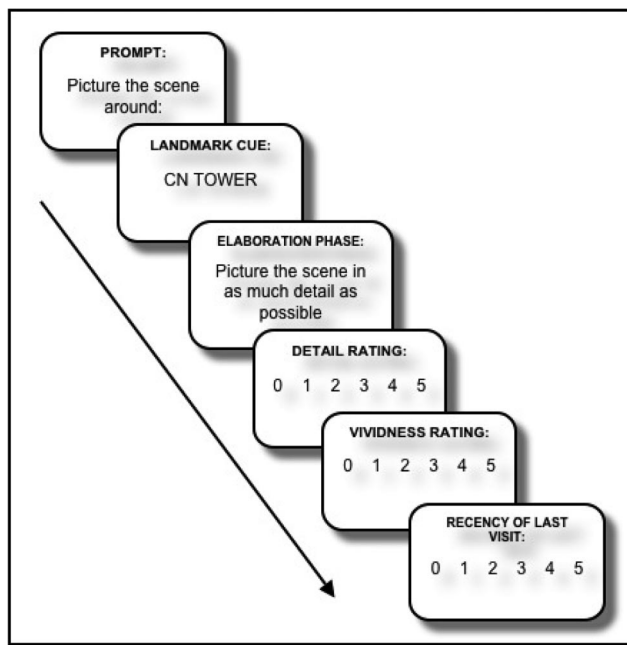 PROMPT:
Picture the scene
around:
LANDMARK CUE:
CN TOWER
ELABORATION PHASE:
Picture the scene in
as much detail as
possible
DETAIL RATING:
0 1 2 3 4 5
VIVIDNESS RATING:
0 1 2 3 4 5
RECENCY OF LAST
VISIT:
0 1 2 3 4 5